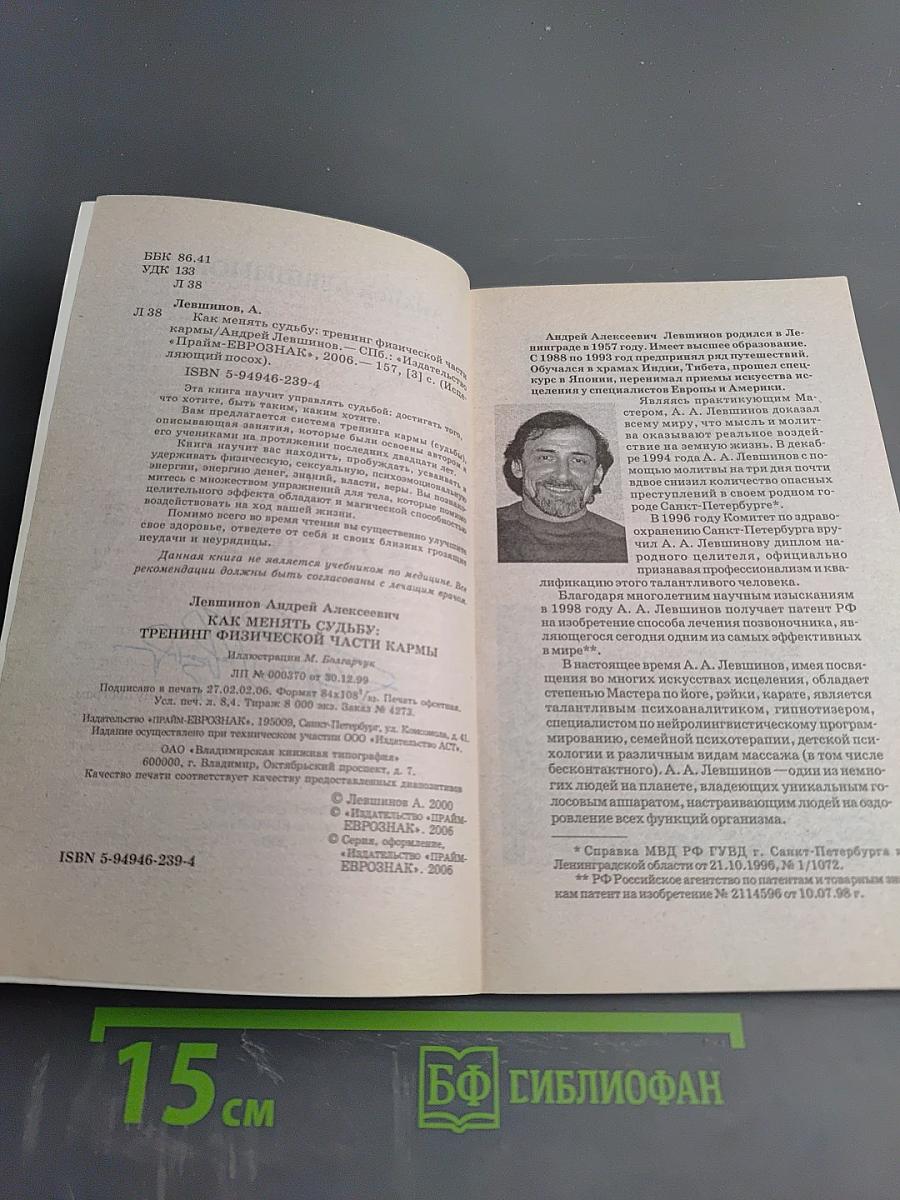 ББК 86.41
УДК 133
Л 38
Левшинов, А.
Л 38 Как менять судьбу: тренинг физической части
кармы/Андрей Левшинов.— СПб.: «Издательство
«Прайм-ЕВРОЗНАК», 2006.— 157, [3] с. (Исце-
ляющий посох).
ISBN 5-94946-239-4
Эта книга научит управлять судьбой: достигать того,
что хотите, быть таким, каким хотите.
Вам предлагается система тренинга кармы (судьбы),
описывающая занятия, которые были освоены автором и
его учениками на протяжении последних двадцати лет.
Книга научит вас находить, пробуждать, усваивать и
удерживать физическую, сексуальную, психоэмоциональную
энергии, энергию денег, знаний, власти, веры. Вы познако-
митесь с множеством упражнений для тела, которые помимо
целительного эффекта обладают и магической способностью
воздействовать на ход вашей жизни.
Помимо всего во время чтения вы существенно улучшите
свое здоровье, отведете от себя и своих близких грозящие
неудачи и неурядицы.
Данная книга не является учебником по медицине. Все
рекомендации должны быть согласованы с лечащим врачом.
Левшинов Андрей Алексеевич
КАК МЕНЯТЬ СУДЬБУ:
ТРЕНИНГ ФИЗИЧЕСКОЙ ЧАСТИ КАРМЫ
Иллюстрации М. Болгарчук
ЛП № 000370 от 30.12.99
Подписано в печать 27.02.02.06. Формат 84х108¹/₃₂. Печать офсетная.
Усл. печ. л. 8,4. Тираж 8 000 экз. Заказ № 4273.
Издательство «ПРАЙМ-ЕВРОЗНАК». 195009, Санкт-Петербург, ул. Комсомола, д. 41.
Издание осуществлено при техническом участии ООО «Издательство АСТ».
ОАО «Владимирская книжная типография»
600000, г. Владимир, Октябрьский проспект, д. 7.
Качество печати соответствует качеству предоставленных диапозитивов
© Левшинов А. 2000
© «Издательство «ПРАЙМ-
ЕВРОЗНАК». 2006
© Серия, оформление,
«Издательство «ПРАЙМ-
ЕВРОЗНАК». 2006
ISBN 5-94946-239-4
Андрей Алексеевич Левшинов родился в Ле-
нинграде в 1957 году. Имеет высшее образование.
С 1988 по 1993 год предпринял ряд путешествий.
Обучался в храмах Индии, Тибета, прошел спец-
курс в Японии, перенимал приемы искусства ис-
целения у специалистов Европы и Америки.
Являясь практикующим Ма-
стером, А. А. Левшинов доказал
всему миру, что мысль и молит-
ва оказывают реальное воздей-
ствие на земную жизнь. В декаб-
ре 1994 года А. А. Левшинов с по-
мощью молитвы на три дня почти
вдвое снизил количество опасных
преступлений в своем родном го-
роде Санкт-Петербурге*.
В 1996 году Комитет по здраво-
охранению Санкт-Петербурга вру-
чил А. А. Левшинову диплом на-
родного целителя, официально
признавая профессионализм и ква-
лификацию этого талантливого человека.
Благодаря многолетним научным изысканиям
в 1998 году А. А. Левшинов получает патент РФ
на изобретение способа лечения позвоночника, яв-
ляющегося сегодня одним из самых эффективных
в мире**.
В настоящее время А. А. Левшинов, имея посвя-
щения во многих искусствах исцеления, обладает
степенью Мастера по йоге, рэйки, карате, является
талантливым психоаналитиком, гипнотизером,
специалистом по нейролингвистическому програм-
мированию, семейной психотерапии, детской пси-
хологии и различным видам массажа (в том числе
бесконтактного). А. А. Левшинов —один из немно-
гих людей на планете, владеющих уникальным го-
лосовым аппаратом, настраивающим людей на оздо-
ровление всех функций организма.
* Справка МВД РФ ГУВД г. Санкт-Петербурга и
Ленинградской области от 21.10.1996, № 1/1072.
** РФ Российское агентство по патентам и товарным зна-
кам патент на изобретение № 2114596 от 10.07.98 г.
15 см
БФ БИБЛИОФАН